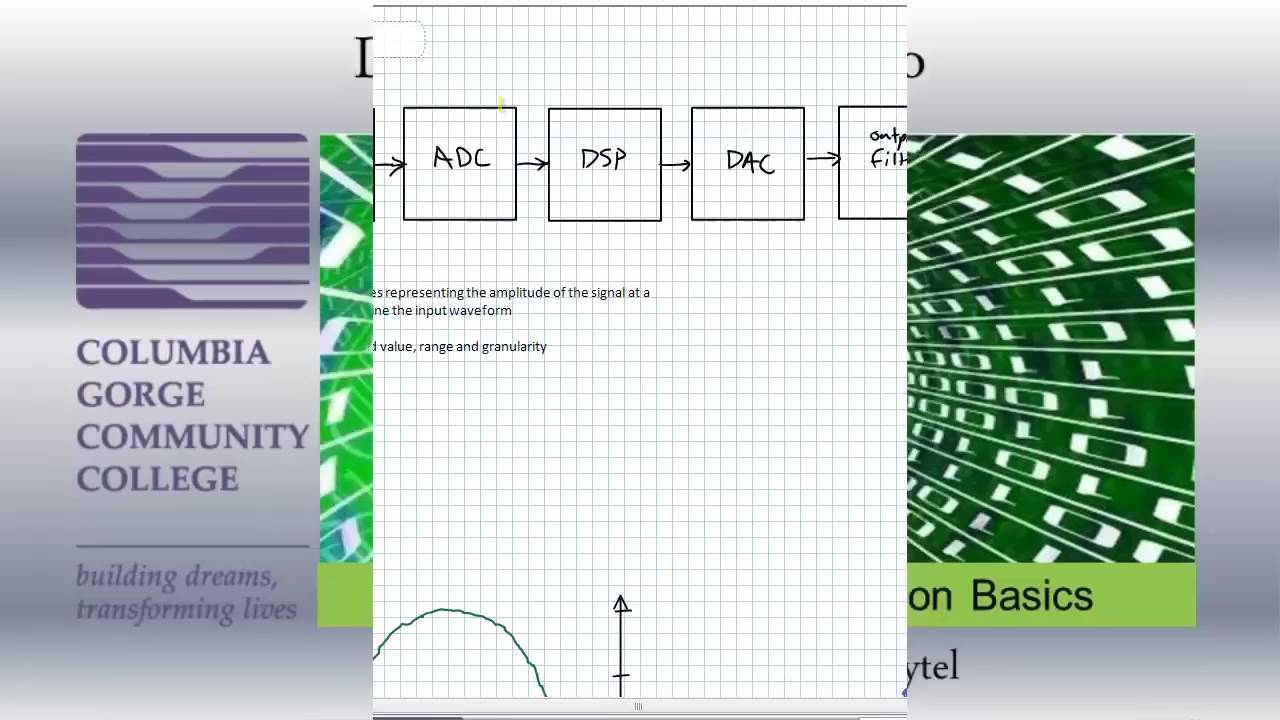 D
o
ADC
DSP
DAC
es representing the amplitude of the signal at a
ne the input waveform
d value, range and granularity
COLUMBIA
GORGE
COMMUNITY
COLLEGE
building dreams,
transforming lives
on Basics
ytel